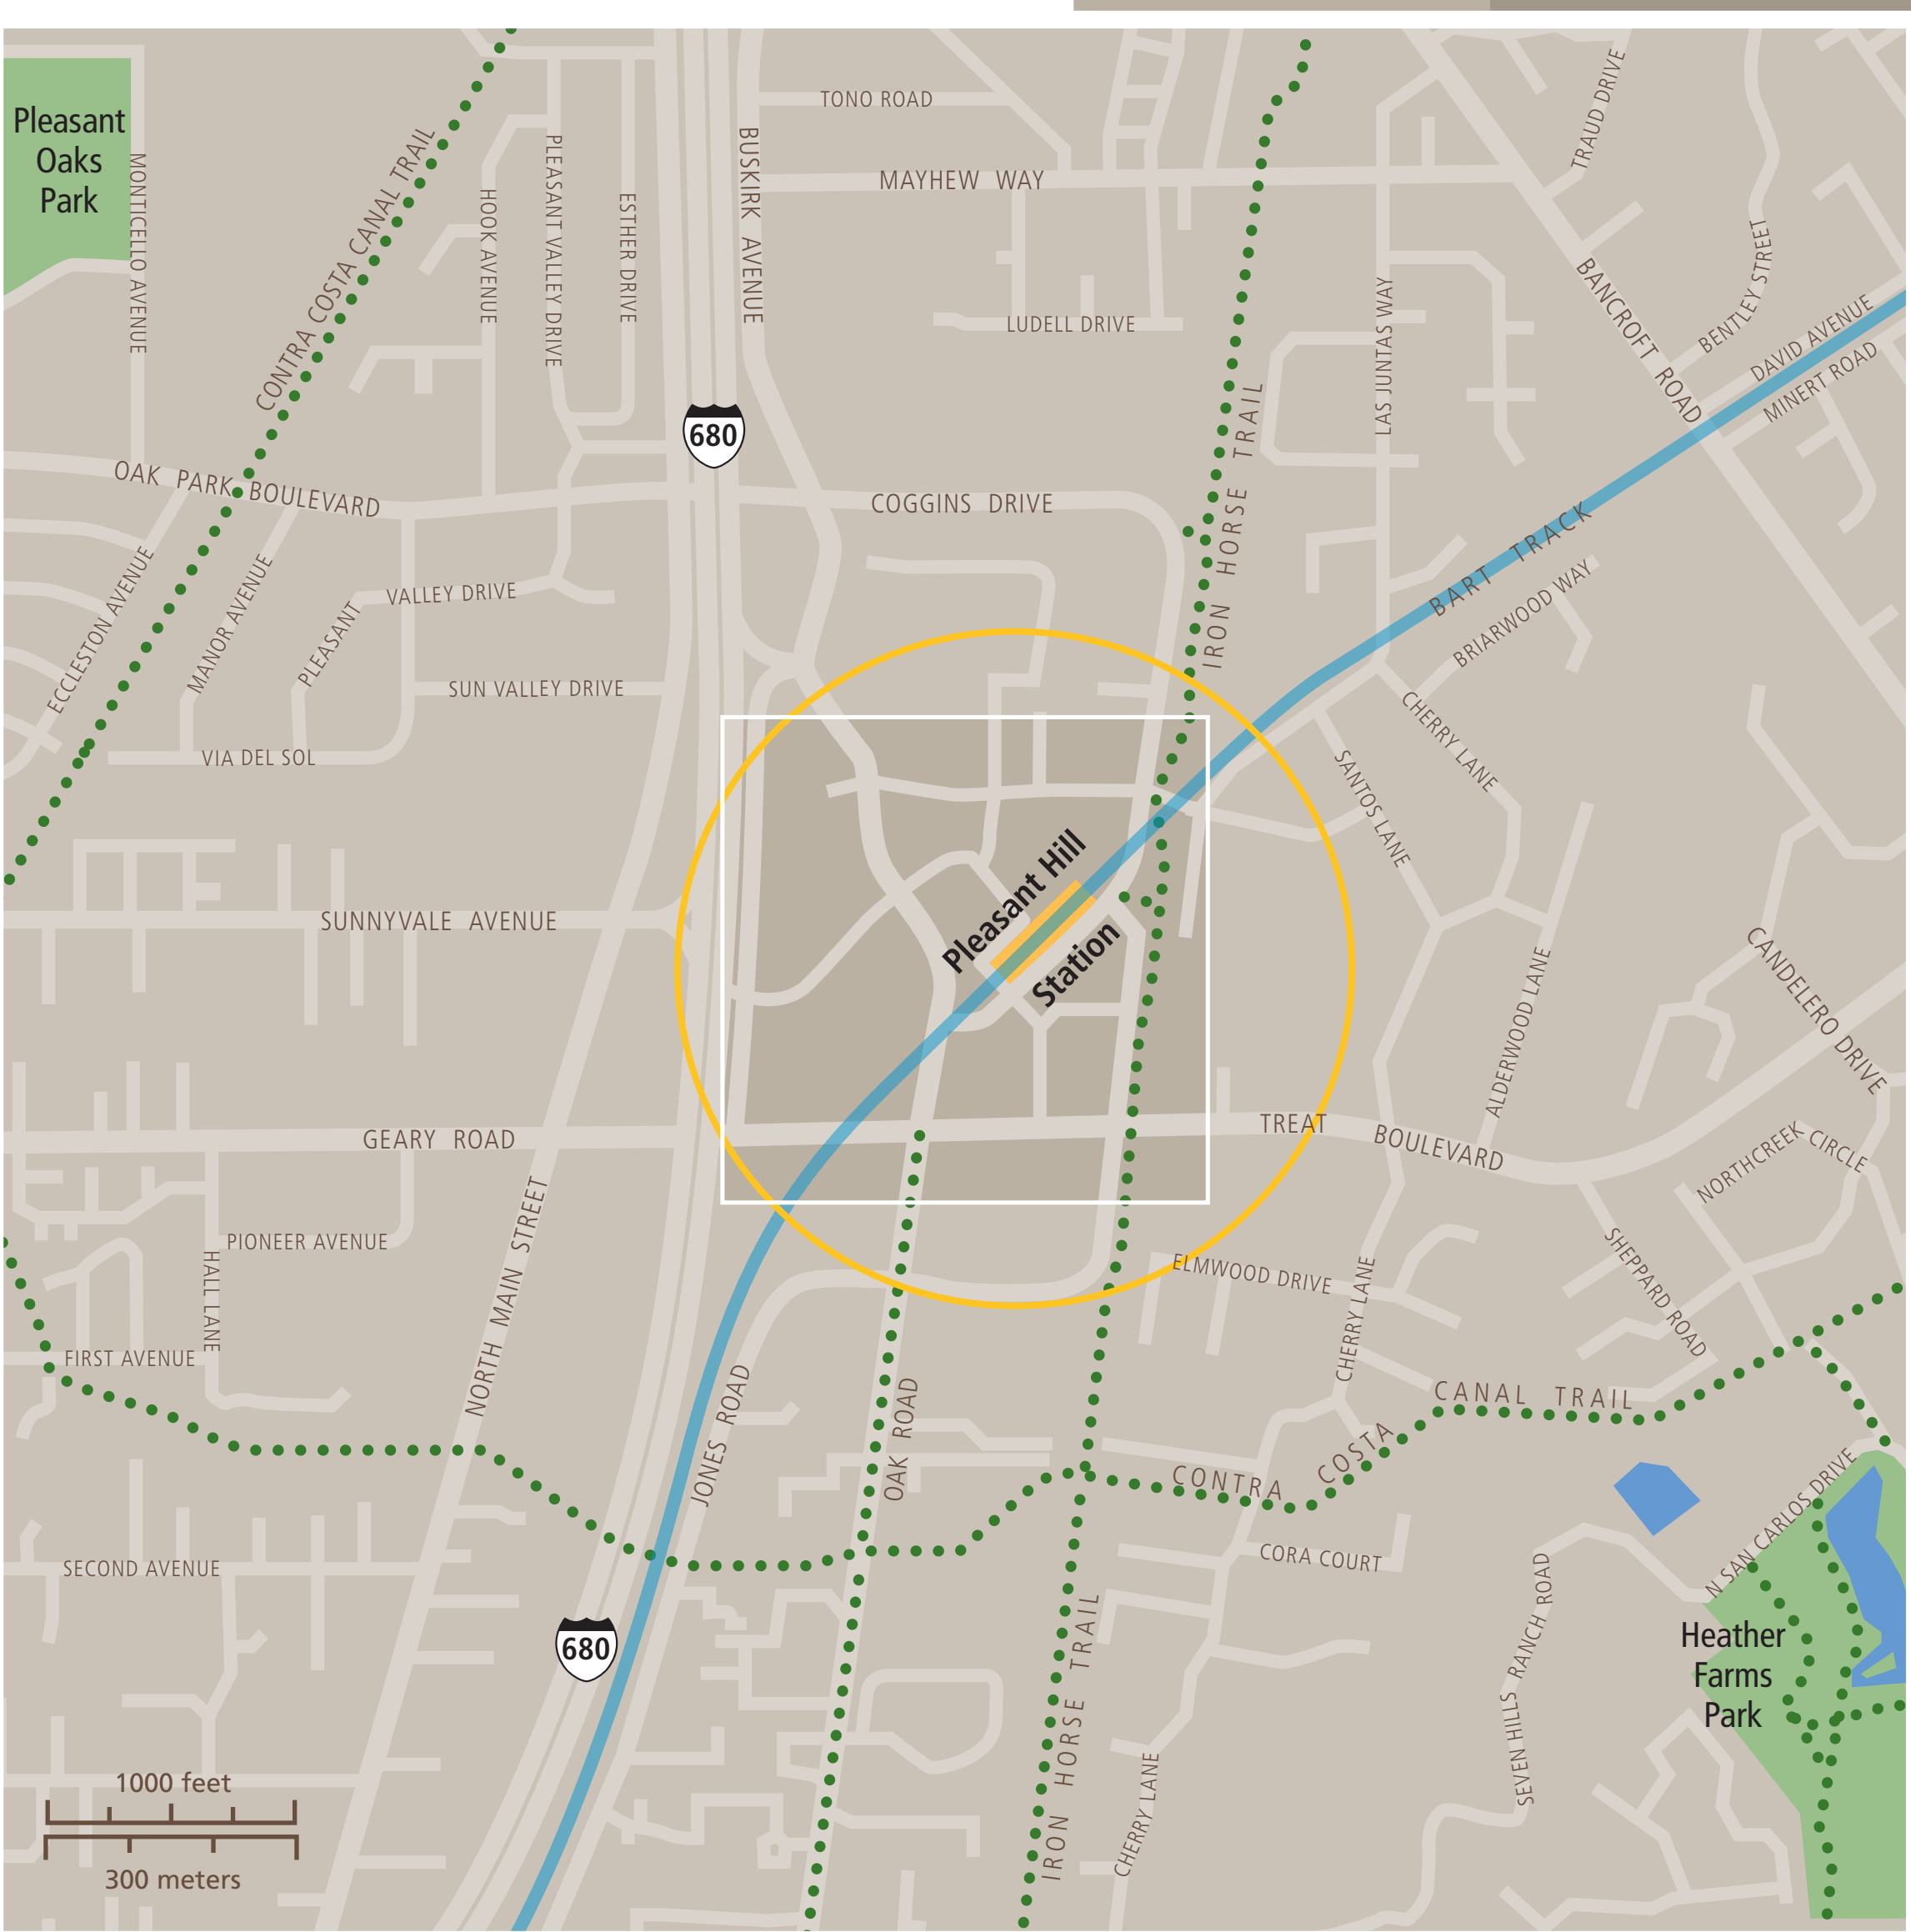 Pleasant
Oaks
Park
MONTICELLO AVENUE
CONTRA COSTA CANAL TRAIL
HOOK AVENUE
PLEASANT VALLEY DRIVE
ESTHER DRIVE
BUSKIRK AVENUE
TONO ROAD
MAYHEW WAY
LUDELL DRIVE
TRAUD DRIVE
BENTLEY STREET
BANCROFT ROAD
DAVID AVENUE
MINERT ROAD
LAS JUNTAS WAY
IRON HORSE TRAIL
680
OAK PARK BOULEVARD
COGGINS DRIVE
BART TRACK
BRIARWOOD WAY
ECCLESTON AVENUE
MANOR AVENUE
PLEASANT
VALLEY DRIVE
SUN VALLEY DRIVE
VIA DEL SOL
CHERRY LANE
SANTOS LANE
Pleasant Hill
Station
SUNNYVALE AVENUE
ALDERWOOD LANE
CANDELERO DRIVE
GEARY ROAD
TREAT
BOULEVARD
NORTHCREEK CIRCLE
NORTH MAIN STREET
PIONEER AVENUE
HALL LANE
FIRST AVENUE
ELMWOOD DRIVE
CHERRY LANE
SHEPPARD ROAD
JONES ROAD
OAK ROAD
CONTRA COSTA
CANAL TRAIL
CORA COURT
N SAN CARLOS DRIVE
SECOND AVENUE
680
IRON HORSE TRAIL
CHERRY LANE
SEVEN HILLS RANCH ROAD
Heather
Farms
Park
1000 feet
300 meters